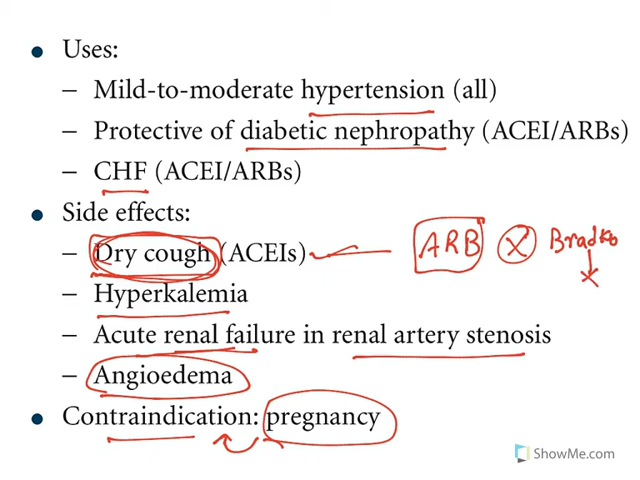 • Uses:
– Mild-to-moderate hypertension (all)
– Protective of diabetic nephropathy (ACEI/ARBs)
– CHF (ACEI/ARBs)
• Side effects:
– Dry cough (ACEIs) ARB X Bradko
– Hyperkalemia
– Acute renal failure in renal artery stenosis
– Angioedema
• Contraindication: pregnancy
ShowMe.com